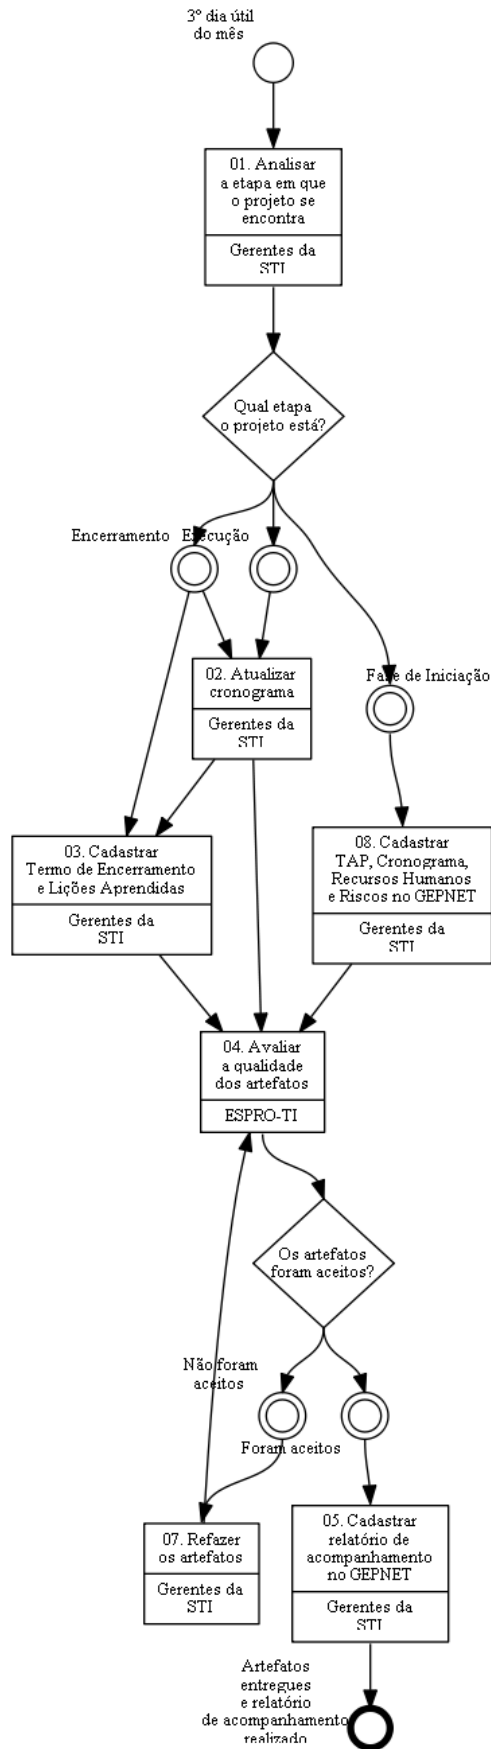 3º dia útil
do mês
01. Analisar
a etapa em que
o projeto se
encontra
Gerentes da
STI
Qual etapa
o projeto está?
Encerramento
Execução
Fase de Iniciação
02. Atualizar
cronograma
Gerentes da
STI
03. Cadastrar
Termo de Encerramento
e Lições Aprendidas
Gerentes da
STI
08. Cadastrar
TAP, Cronograma,
Recursos Humanos
e Riscos no GEPNET
Gerentes da
STI
04. Avaliar
a qualidade
dos artefatos
ESPRO-TI
Os artefatos
foram aceitos?
Não foram
aceitos
Foram aceitos
07. Refazer
os artefatos
Gerentes da
STI
05. Cadastrar
relatório de
acompanhamento
no GEPNET
Gerentes da
STI
Artefatos
entregues
e relatório
de acompanhamento
realizado